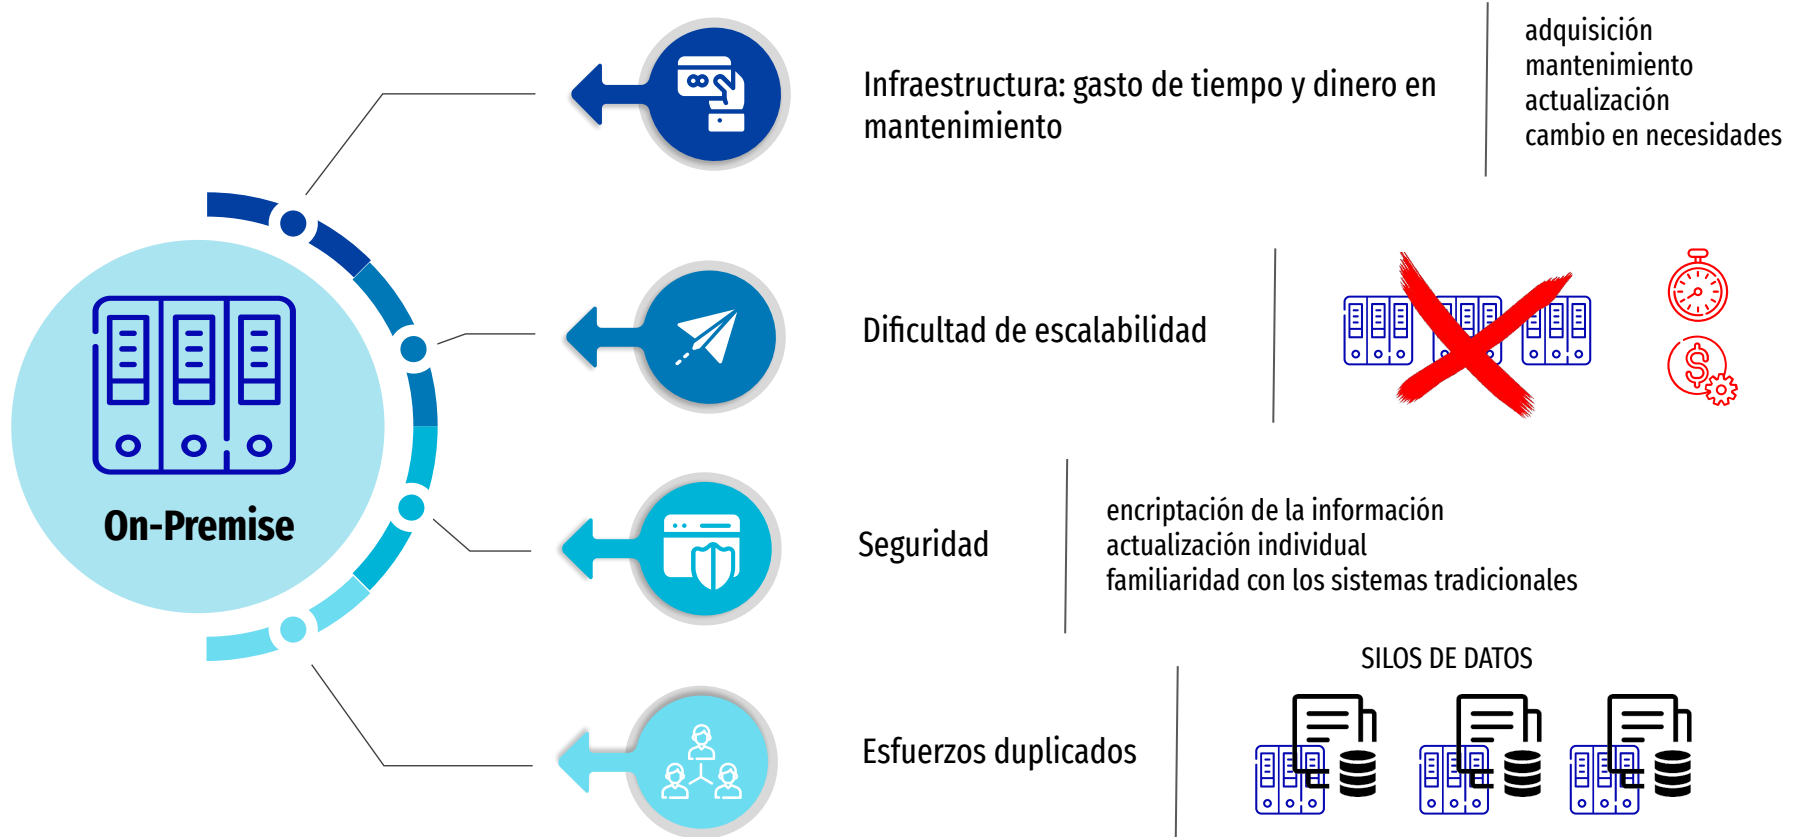 On-Premise
Infraestructura: gasto de tiempo y dinero en
mantenimiento
adquisición
mantenimiento
actualización
cambio en necesidades
Dificultad de escalabilidad
Seguridad
encriptación de la información
actualización individual
familiaridad con los sistemas tradicionales
Esfuerzos duplicados
SILOS DE DATOS